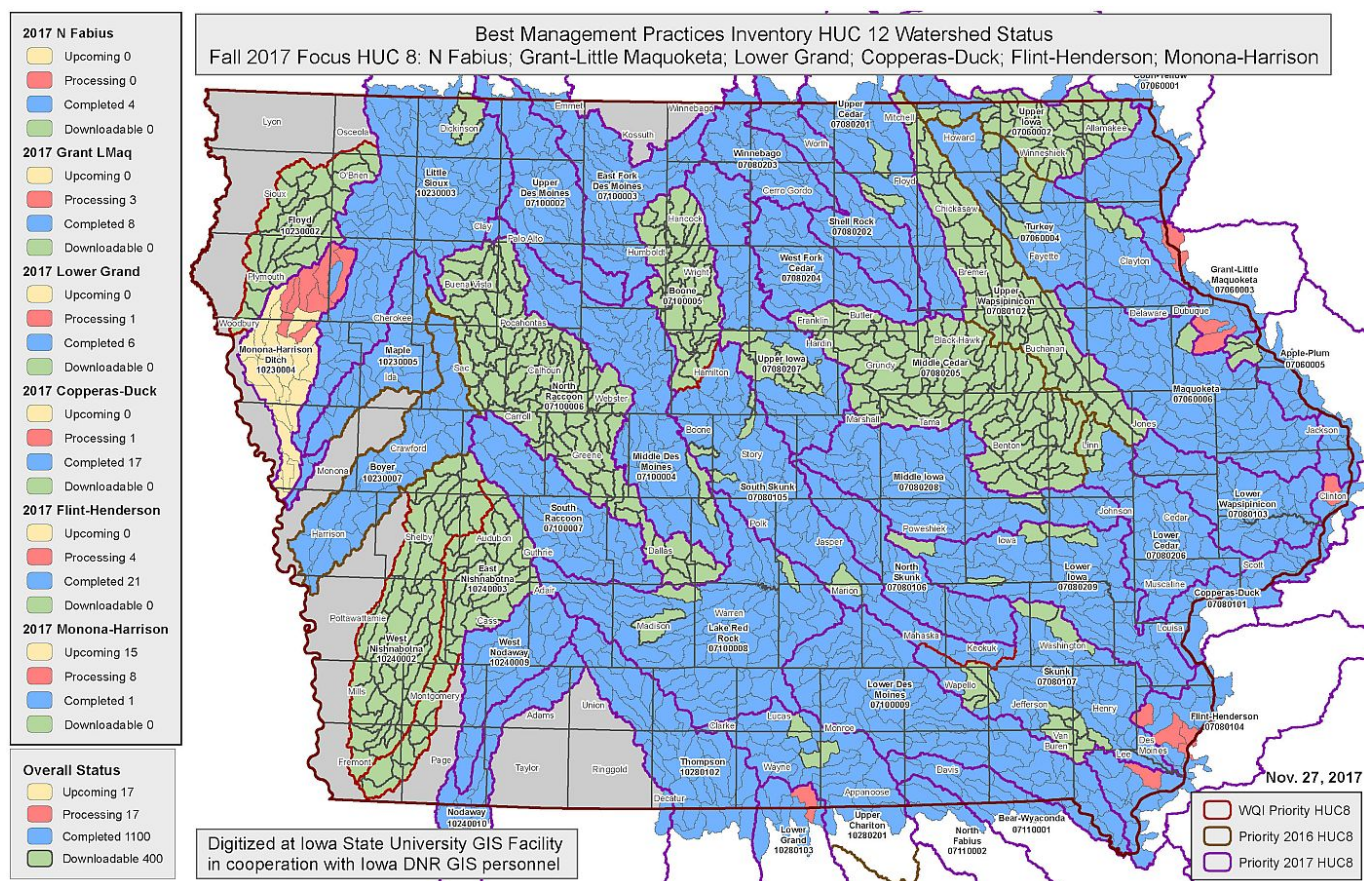 Best Management Practices Inventory HUC 12 Watershed Status
Fall 2017 Focus HUC 8: N Fabius; Grant-Little Maquoketa; Lower Grand; Copperas-Duck; Flint-Henderson; Monona-Harrison
2017 N Fabius
Upcoming 0
Processing 0
Completed 4
Downloadable 0
2017 Grant LMaq
Upcoming 0
Processing 3
Completed 8
Downloadable 0
2017 Lower Grand
Upcoming 0
Processing 1
Completed 6
Downloadable 0
2017 Copperas-Duck
Upcoming 0
Processing 1
Completed 17
Downloadable 0
2017 Flint-Henderson
Upcoming 0
Processing 4
Completed 21
Downloadable 0
2017 Monona-Harrison
Upcoming 15
Processing 8
Completed 1
Downloadable 0
Overall Status
Upcoming 17
Processing 17
Completed 1100
Downloadable 400
07060001
Lyon
Osceola
Dickinson
Emmet
Kossuth
Winnebago
Worth
Upper
Cedar
07080201
Mitchell
Howard
Upper
Iowa
07060002
Winneshiek
Allamakee
Sioux
O'Brien
Floyd
10230002
Little
Sioux
10230003
Clay
Upper
Des Moines
07100002
Palo Alto
East Fork
Des Moines
07100003
Hancock
Winnebago
07080203
Cerro Gordo
Floyd
Chickasaw
Shell Rock
07080202
Turkey
07060004
Fayette
Clayton
Plymouth
Cherokee
Buena Vista
Pocahontas
Humboldt
Wright
Boone
07100005
West Fork
Cedar
07080204
Franklin
Butler
Bremer
Upper
Wapsipinicon
07080102
Grant-Little
Maquoketa
07060003
Delaware
Dubuque
Apple-Plum
07060005
Woodbury
Monona-Harrison
Ditch
10230004
Maple
10230005
Ida
Sac
Calhoun
North
Raccoon
07100006
Webster
Hamilton
Upper Iowa
07080207
Hardin
Grundy
Black-Hawk
Middle Cedar
07080205
Buchanan
Maquoketa
07060006
Jones
Jackson
Monona
Crawford
Boyer
10230007
Carroll
Greene
Boone
Middle Des
Moines
07100004
Story
South Skunk
07080105
Marshall
Tama
Middle Iowa
07080208
Benton
Linn
Lower
Wapsipinicon
07080103
Clinton
Harrison
Shelby
Audubon
Guthrie
South
Raccoon
07100007
Dallas
Polk
Jasper
Poweshiek
Iowa
Johnson
Cedar
Lower
Cedar
07080206
Scott
Muscatine
Copperas-Duck
07080101
East
Nishnabotna
10240003
Pottawattamie
Cass
Adair
Madison
Warren
Marion
North
Skunk
07080106
Lower
Iowa
07080209
Mahaska
Keokuk
Washington
Louisa
West
Nishnabotna
10240002
West
Nodaway
10240009
Lake Red
Rock
07100008
Mills
Montgomery
Adams
Union
Clarke
Lucas
Monroe
Lower Des
Moines
07100009
Wapello
Jefferson
Skunk
07080107
Henry
Des
Moines
Flint-Henderson
07080104
Fremont
Page
Taylor
Ringgold
Decatur
Thompson
10280102
Wayne
Appanoose
Davis
Van
Buren
Lee
Nodaway
10240010
Lower
Grand
10280103
Upper
Chariton
10280201
North
Fabius
07110002
Bear-Wyaconda
07110001
Nov. 27, 2017
WQI Priority HUC8
Priority 2016 HUC8
Priority 2017 HUC8
Digitized at Iowa State University GIS Facility
in cooperation with Iowa DNR GIS personnel